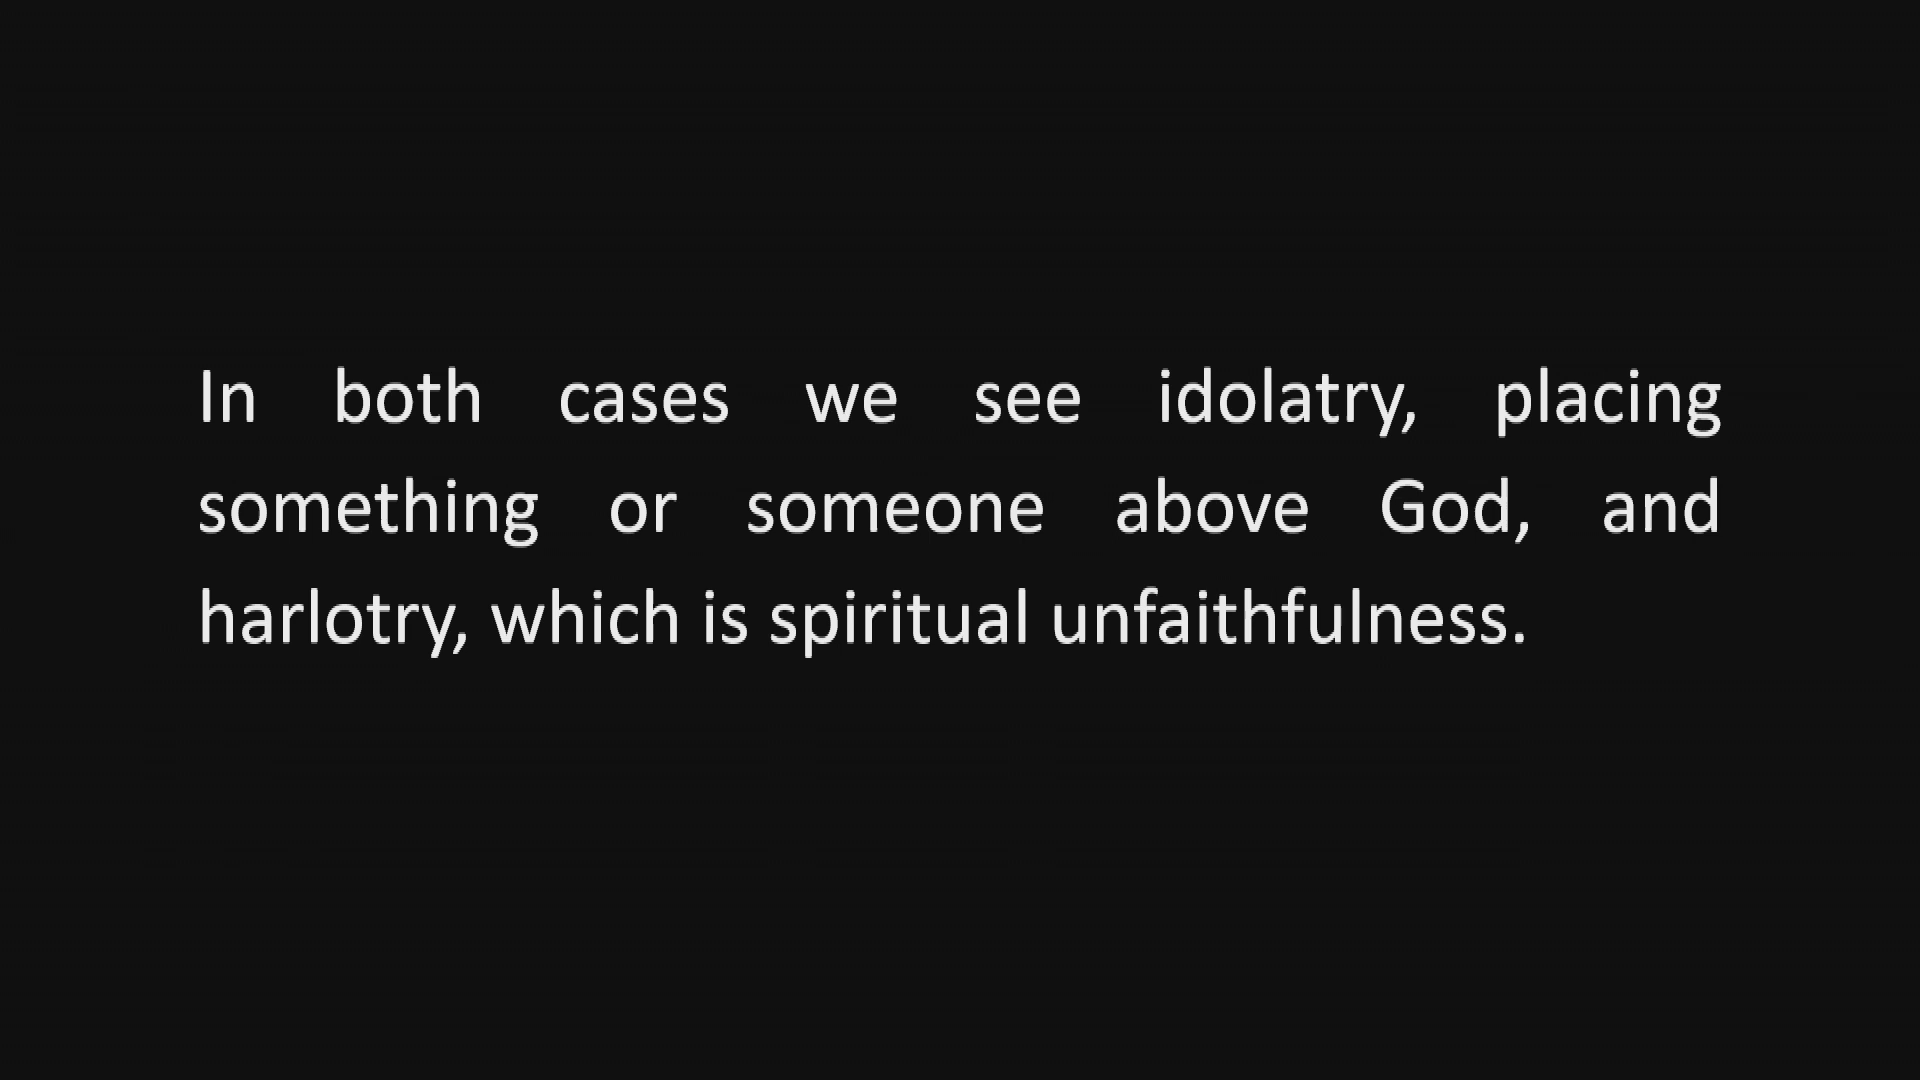 In both cases we see idolatry, placing
something or someone above God, and
harlotry, which is spiritual unfaithfulness.